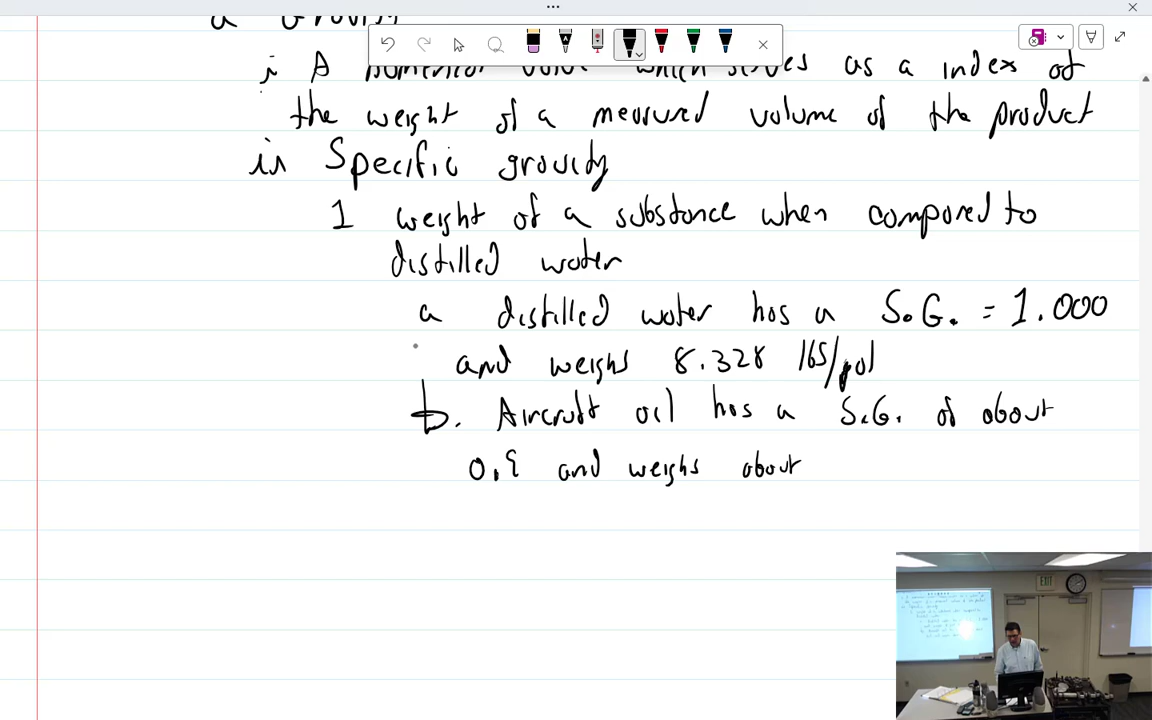 a Gravity
i A numerical value which serves as a index of
the weight of a measured volume of the product
ii Specific gravity
1 weight of a substance when compared to
distilled water
a distilled water has a S.G. = 1.000
and weighs 8.328 lbs/gal
b. Aircraft oil has a S.G. of about
0.9 and weighs about
EXIT